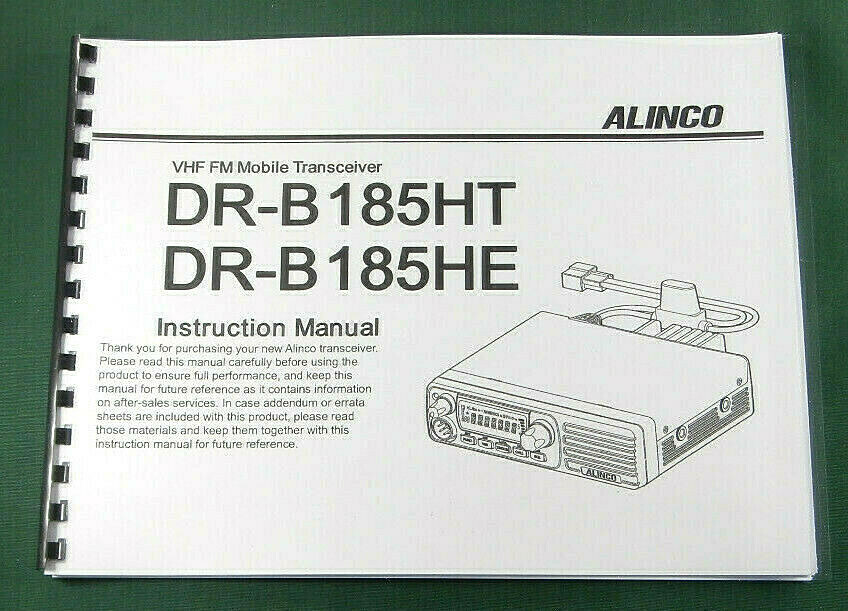 ALINCO
VHF FM Mobile Transceiver
DR-B185HT
DR-B185HE
Instruction Manual
Thank you for purchasing your new Alinco transceiver.
Please read this manual carefully before using the
product to ensure full performance, and keep this
manual for future reference as it contains information
on after-sales services. In case addendum or errata
sheets are included with this product, please read
those materials and keep them together with this
instruction manual for future reference.
ALINCO